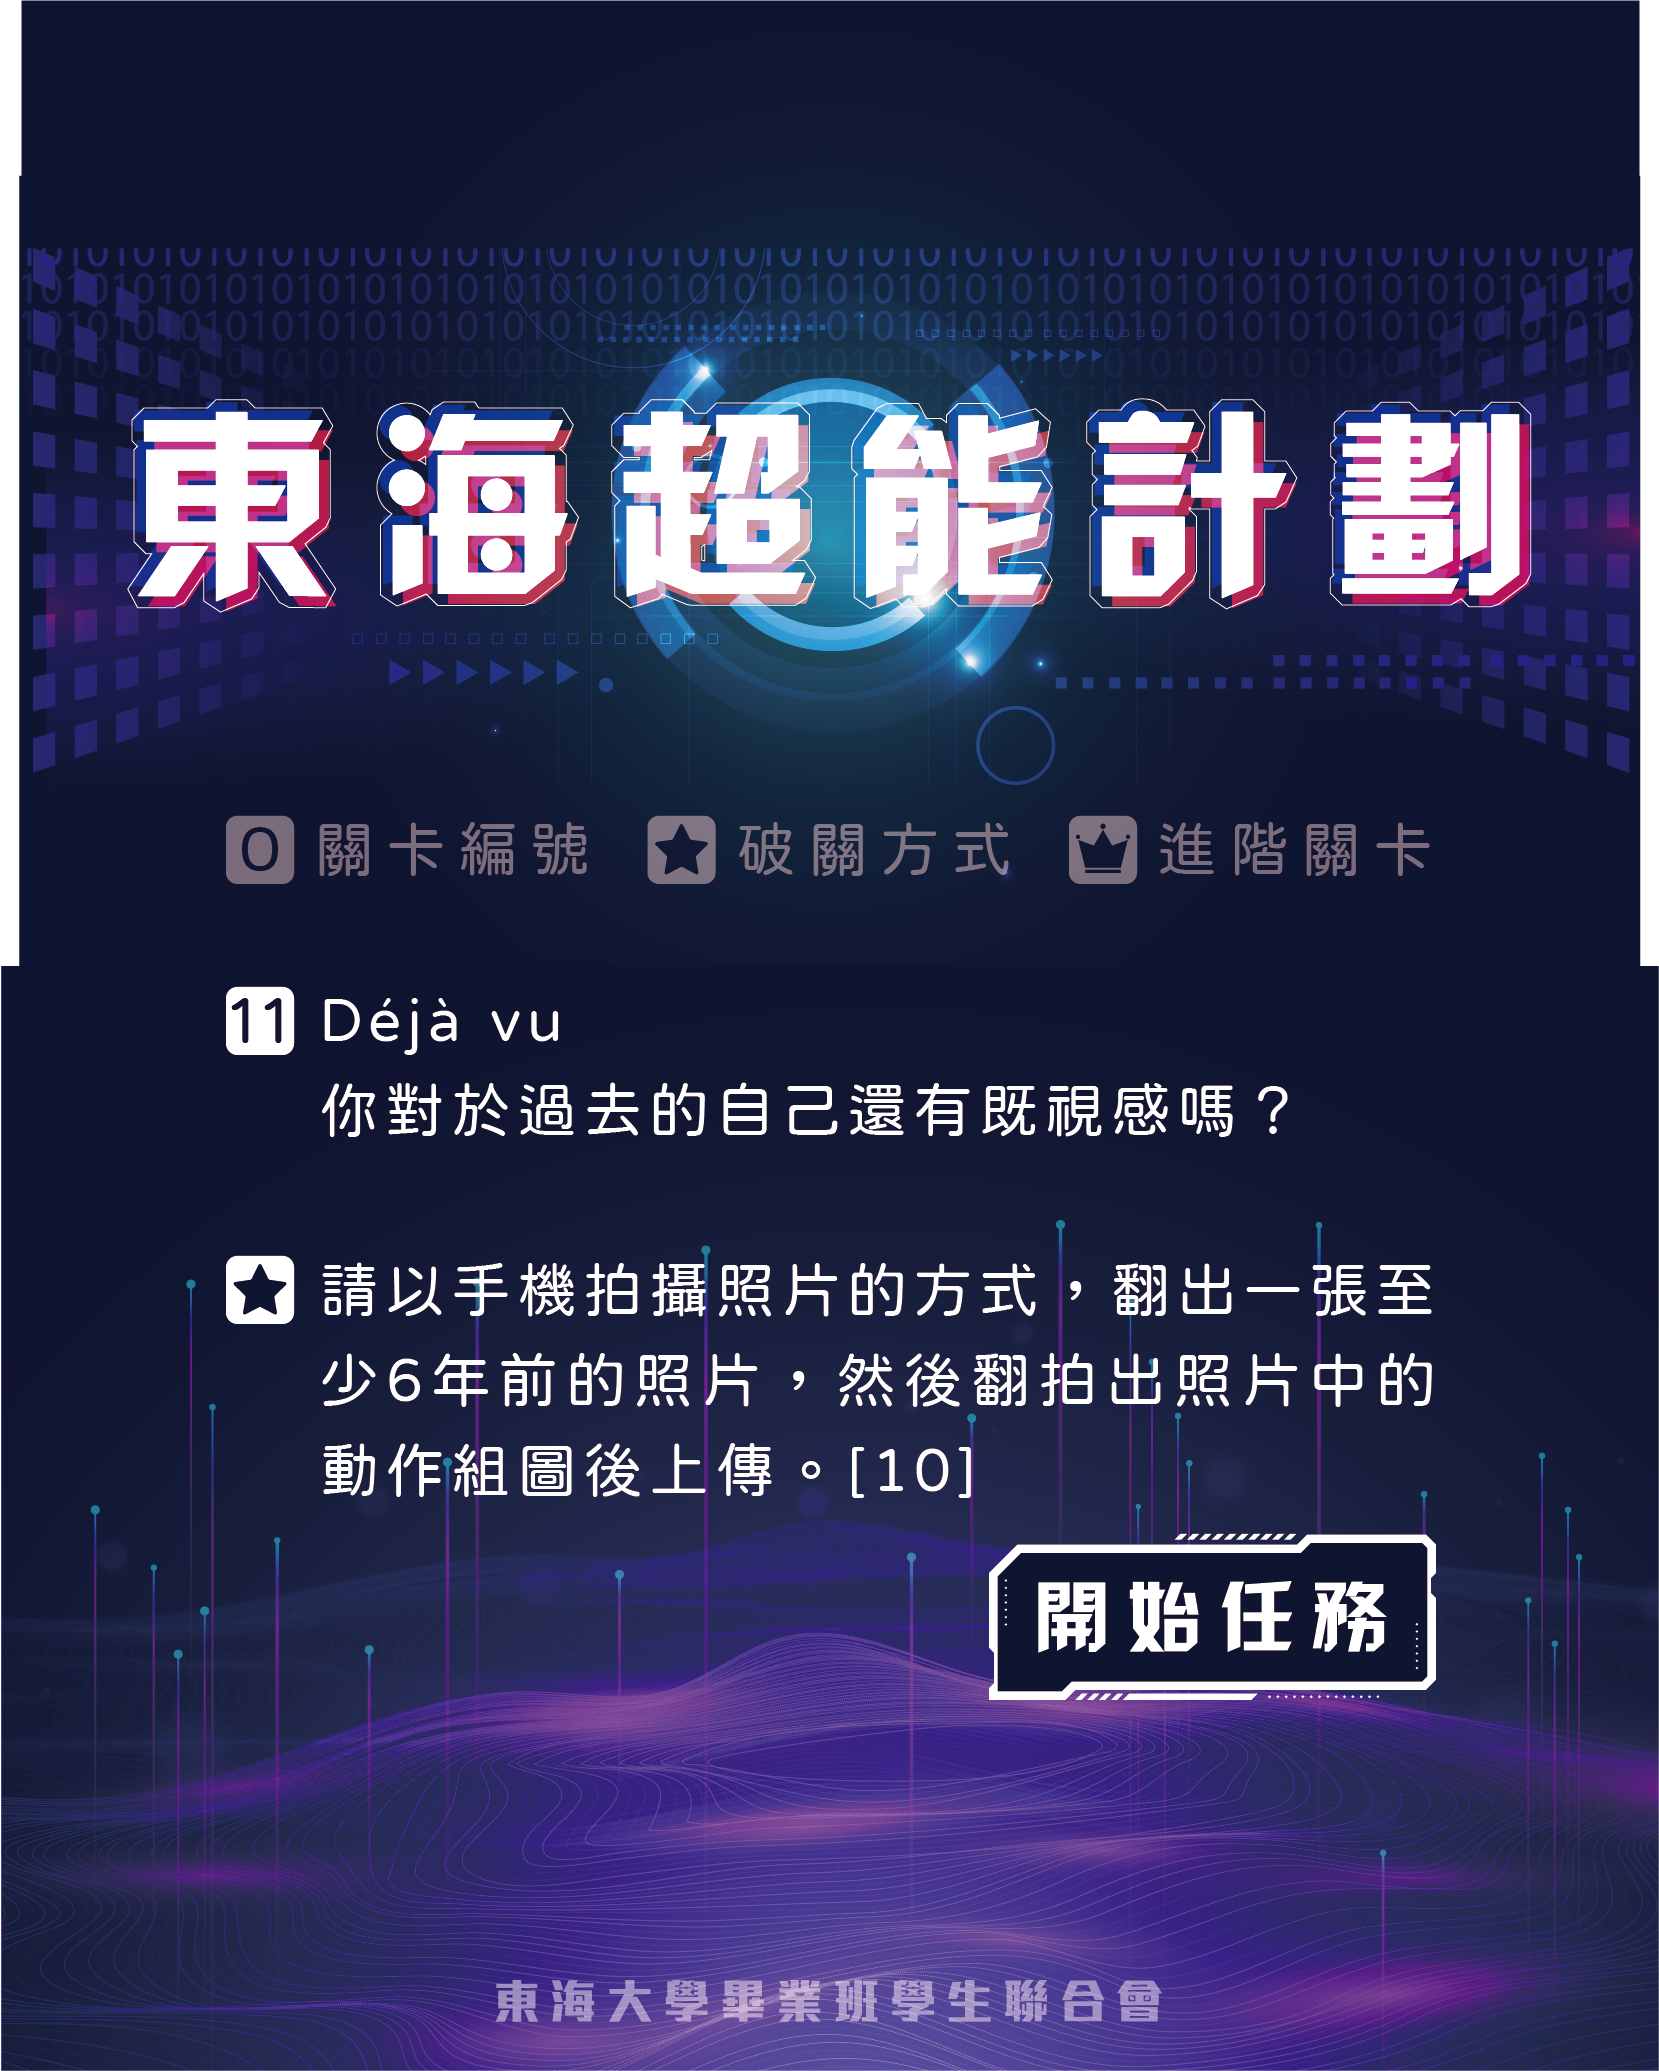 東海超能計劃
0 關卡編號 ★ 破關方式 進階關卡
11 Déjà vu
你對於過去的自己還有既視感嗎？
★ 請以手機拍攝照片的方式，翻出一張至
少6年前的照片，然後翻拍出照片中的
動作組圖後上傳。[10]
開始任務
東海大學畢業班學生聯合會